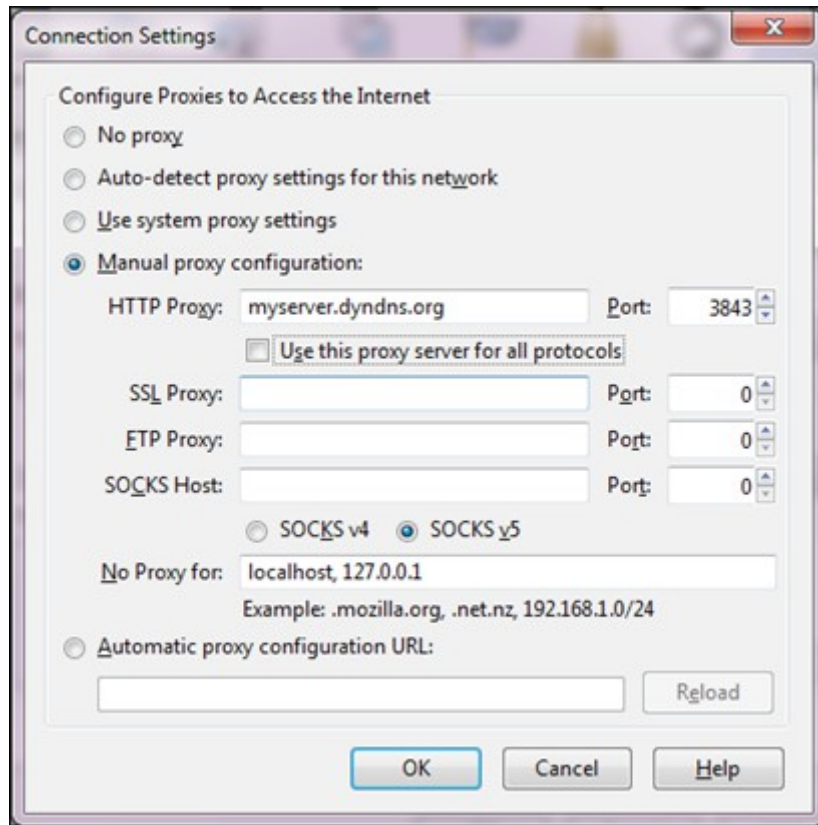 Connection Settings
Configure Proxies to Access the Internet
No proxy
Auto-detect proxy settings for this network
Use system proxy settings
Manual proxy configuration:
HTTP Proxy: myserver.dyndns.org Port: 3843
Use this proxy server for all protocols
SSL Proxy: Port: 0
FTP Proxy: Port: 0
SOCKS Host: Port: 0
SOCKS v4 SOCKS v5
No Proxy for: localhost, 127.0.0.1
Example: .mozilla.org, .net.nz, 192.168.1.0/24
Automatic proxy configuration URL:
Reload
OK Cancel Help